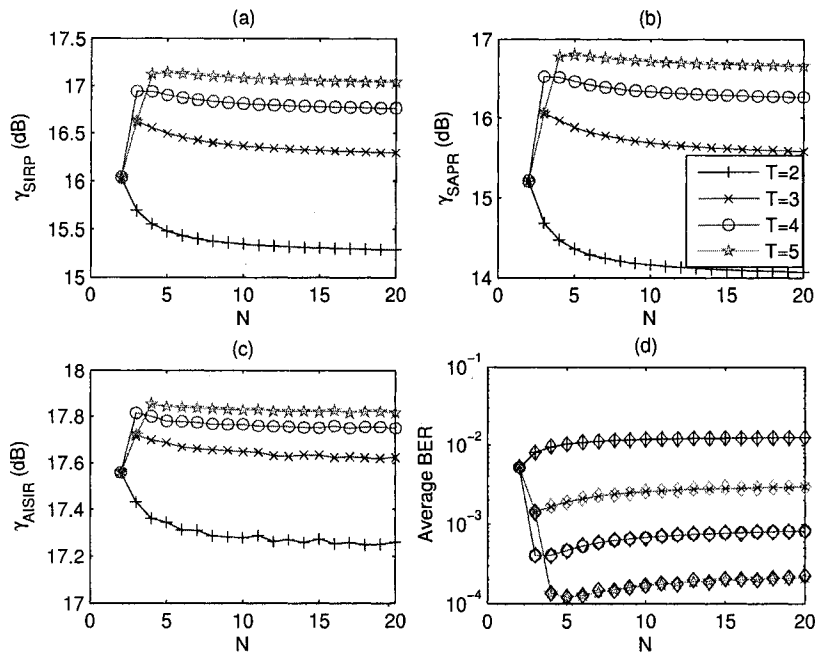 (a)
17.5
17
16.5
16
15.5
15
γSIRP (dB)
0 5 10 15 20
N
(b)
17
16
15
14
γSAPR (dB)
T=2
T=3
T=4
T=5
0 5 10 15 20
N
(c)
18
17.8
17.6
17.4
17.2
17
γAISIR (dB)
0 5 10 15 20
N
(d)
10⁻¹
10⁻²
10⁻³
10⁻⁴
Average BER
0 5 10 15 20
N